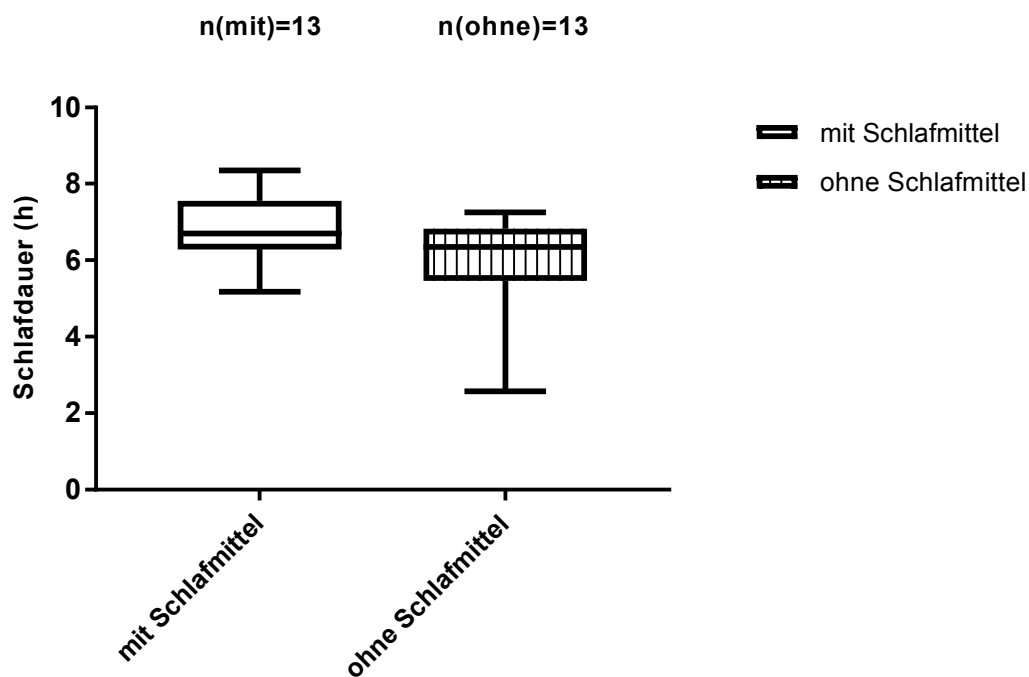 n(mit)=13 n(ohne)=13
Schlafdauer (h)
10
8
6
4
2
0
mit Schlafmittel
ohne Schlafmittel
mit Schlafmittel
ohne Schlafmittel